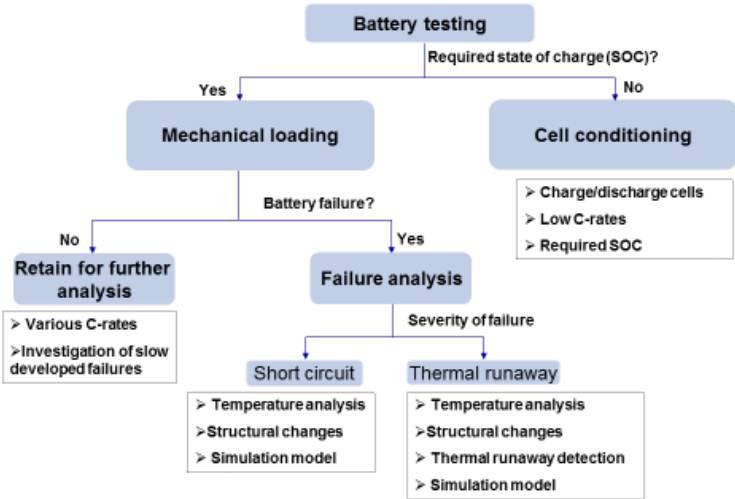 Battery testing
Required state of charge(SOC)?
Yes
No
Mechanical loading
Cell conditioning
➢ Charge/discharge cells
➢ Low C-rates
➢ Required SOC
Battery failure?
No
Yes
Retain for further
analysis
➢ Various C-rates
➢Investigation of slow
developed failures
Failure analysis
Severity of failure
Short circuit
➢ Temperature analysis
➢Structural changes
➢ Simulation model
Thermal runaway
➢ Temperature analysis
➢Structural changes
➢ Thermal runaway detection
➢ Simulation model